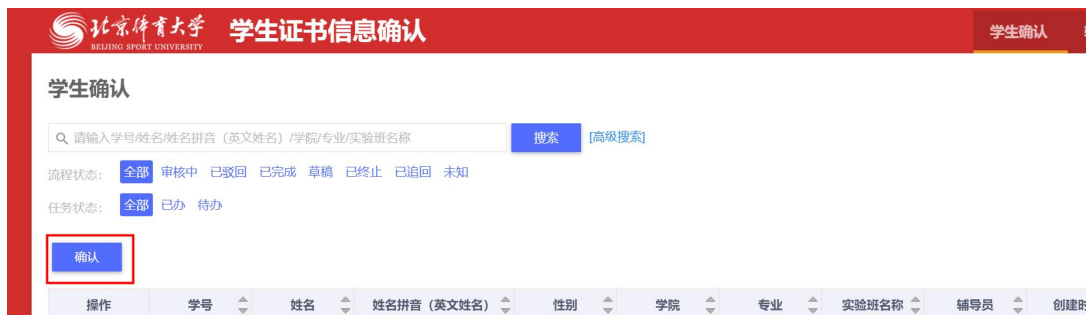 北京体育大学 学生证书信息确认 学生确认
BEIJING SPORT UNIVERSITY
学生确认
请输入学号/姓名/姓名拼音（英文姓名）/学院/专业/实验班名称 搜索 [高级搜索]
流程状态： 全部 审核中 已驳回 已完成 草稿 已终止 已追回 未知
任务状态： 全部 已办 待办
确认
操作 学号 姓名 姓名拼音（英文姓名） 性别 学院 专业 实验班名称 辅导员 创建时